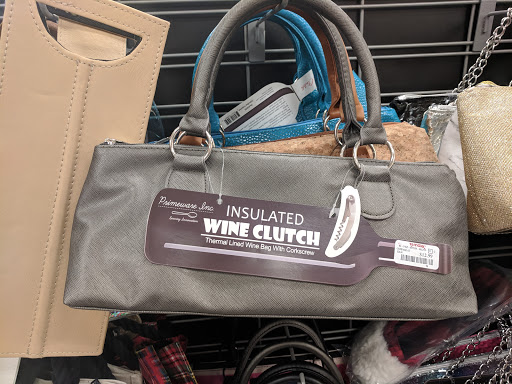 Primeware Inc.
INSULATED
WINE CLUTCH
Thermal Lined Wine Bag With Corkscrew